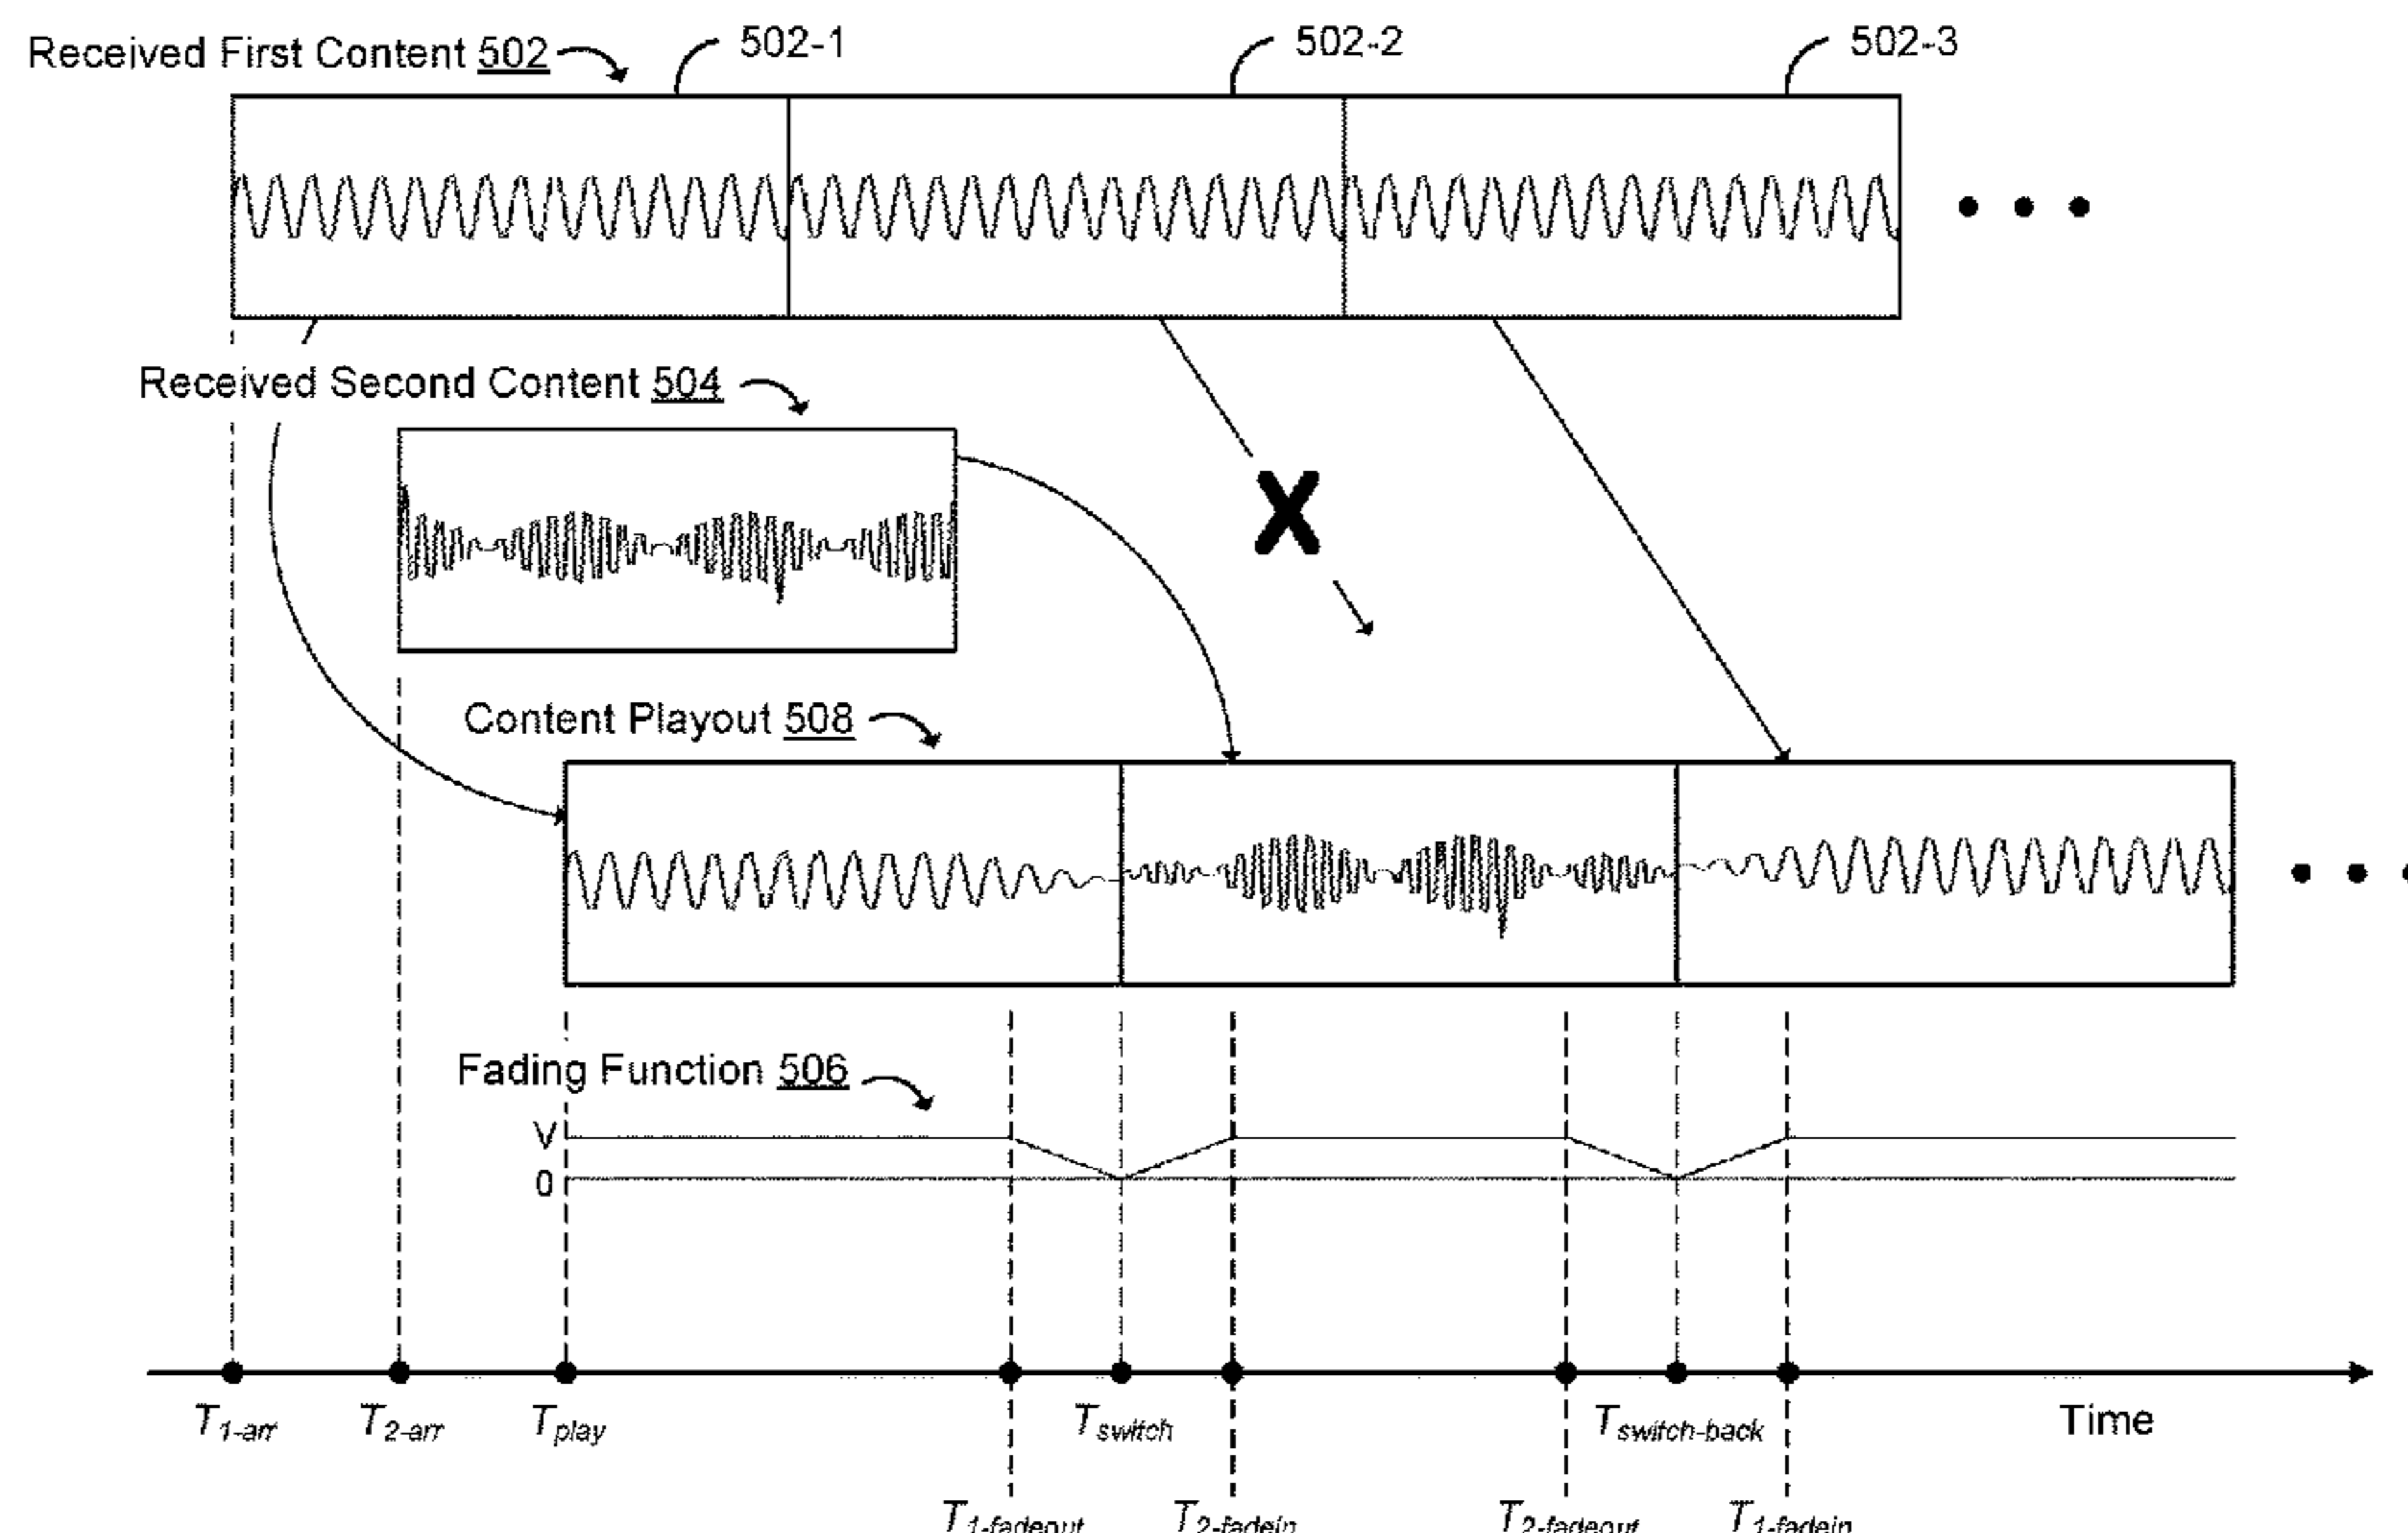 Received First Content 502
502-1
502-2
502-3
Received Second Content 504
X
Content Playout 508
Fading Function 506
V
0
T1-arr
T2-arr
Tplay
Tswitch
Tswitch-back
Time
T1-fadeout
T2-fadein
T2-fadeout
T1-fadein